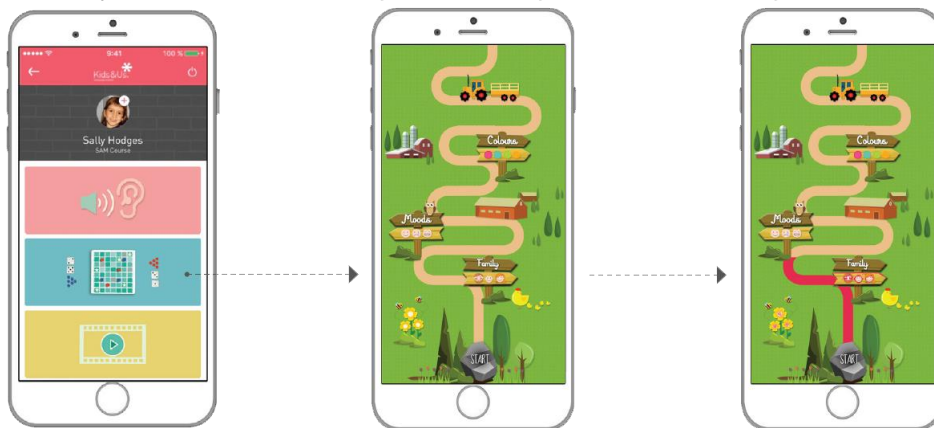 9:41
100 %
Kids&Us
Sally Hodges
SAM Course
Colours
Moods
Family
START
Colours
Moods
Family
START